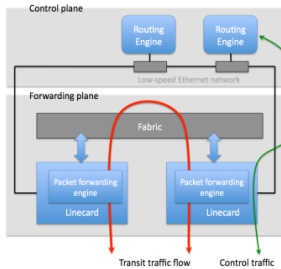 Control plane
Routing
Engine
Routing
Engine
Low-speed Ethernet network
Forwarding plane
Fabric
Packet forwarding
engine
Linecard
Packet forwarding
engine
Linecard
Transit traffic flow
Control traffic